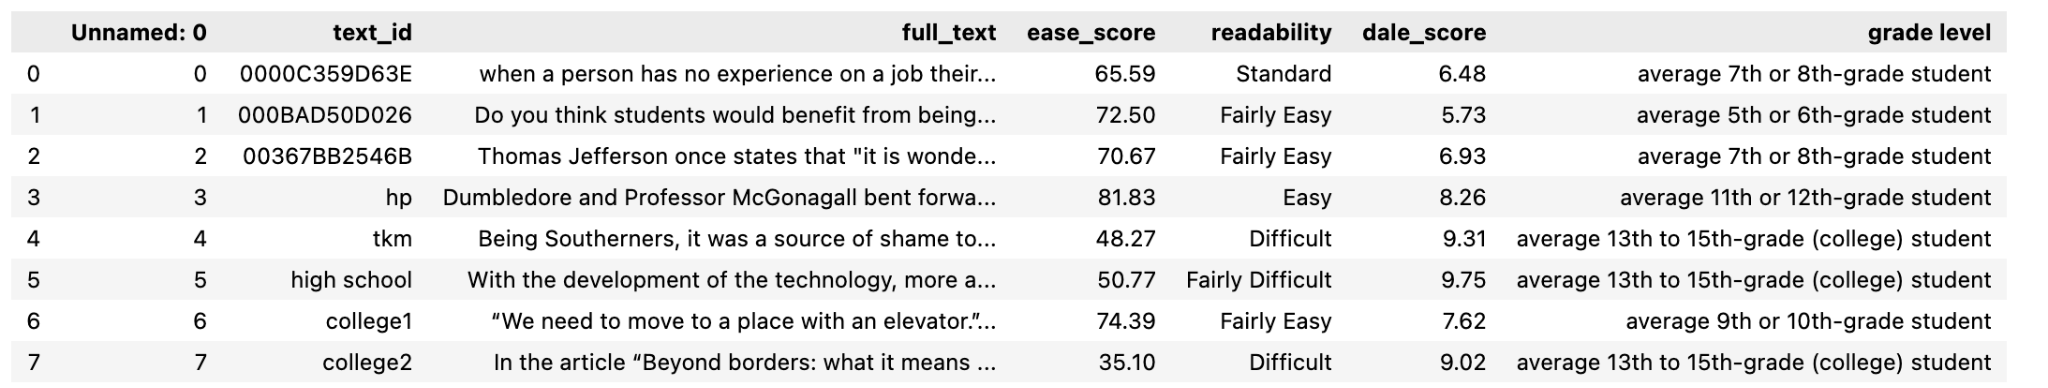 Unnamed: 0 text_id full_text ease_score readability dale_score grade level
0 0 0000C359D63E when a person has no experience on a job their... 65.59 Standard 6.48 average 7th or 8th-grade student
1 1 000BAD50D026 Do you think students would benefit from being... 72.50 Fairly Easy 5.73 average 5th or 6th-grade student
2 2 00367BB2546B Thomas Jefferson once states that "it is wonde... 70.67 Fairly Easy 6.93 average 7th or 8th-grade student
3 3 hp Dumbledore and Professor McGonagall bent forwa... 81.83 Easy 8.26 average 11th or 12th-grade student
4 4 tkm Being Southerners, it was a source of shame to... 48.27 Difficult 9.31 average 13th to 15th-grade (college) student
5 5 high school With the development of the technology, more a... 50.77 Fairly Difficult 9.75 average 13th to 15th-grade (college) student
6 6 college1 “We need to move to a place with an elevator.”... 74.39 Fairly Easy 7.62 average 9th or 10th-grade student
7 7 college2 In the article “Beyond borders: what it means ... 35.10 Difficult 9.02 average 13th to 15th-grade (college) student